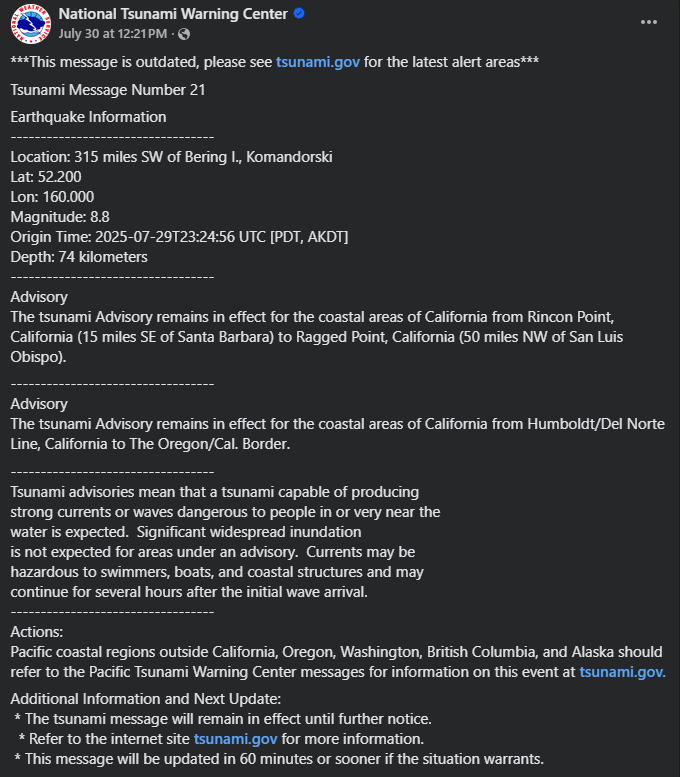 National Tsunami Warning Center
July 30 at 12:21 PM ·
***This message is outdated, please see tsunami.gov for the latest alert areas***
Tsunami Message Number 21
Earthquake Information
----------------------------------
Location: 315 miles SW of Bering I., Komandorski
Lat: 52.200
Lon: 160.000
Magnitude: 8.8
Origin Time: 2025-07-29T23:24:56 UTC [PDT, AKDT]
Depth: 74 kilometers
----------------------------------
Advisory
The tsunami Advisory remains in effect for the coastal areas of California from Rincon Point,
California (15 miles SE of Santa Barbara) to Ragged Point, California (50 miles NW of San Luis
Obispo).
----------------------------------
Advisory
The tsunami Advisory remains in effect for the coastal areas of California from Humboldt/Del Norte
Line, California to The Oregon/Cal. Border.
----------------------------------
Tsunami advisories mean that a tsunami capable of producing
strong currents or waves dangerous to people in or very near the
water is expected.  Significant widespread inundation
is not expected for areas under an advisory.  Currents may be
hazardous to swimmers, boats, and coastal structures and may
continue for several hours after the initial wave arrival.
----------------------------------
Actions:
Pacific coastal regions outside California, Oregon, Washington, British Columbia, and Alaska should
refer to the Pacific Tsunami Warning Center messages for information on this event at tsunami.gov.
Additional Information and Next Update:
* The tsunami message will remain in effect until further notice.
* Refer to the internet site tsunami.gov for more information.
* This message will be updated in 60 minutes or sooner if the situation warrants.